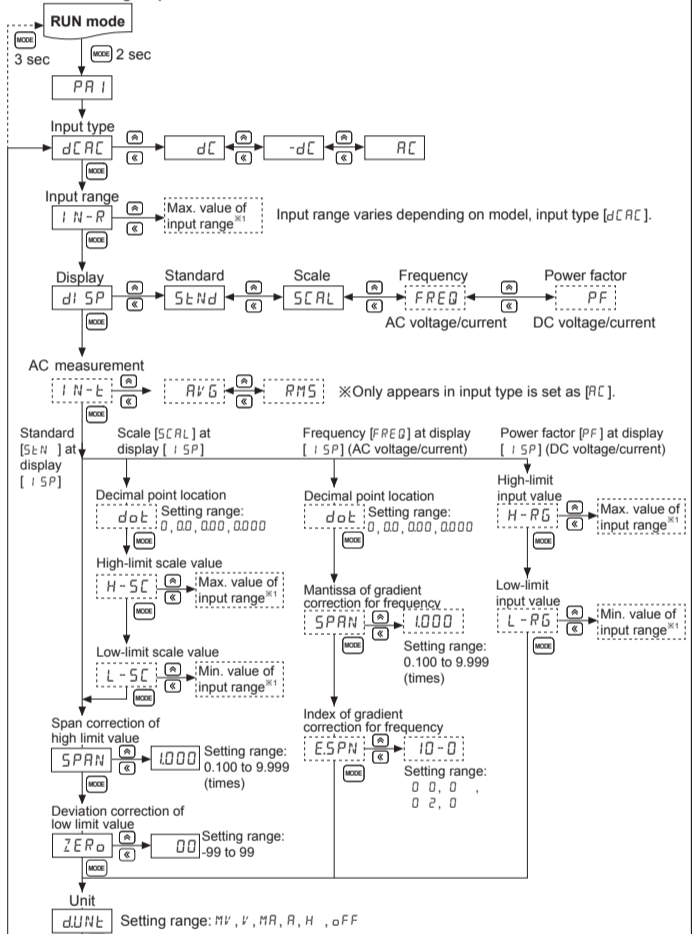 RUN mode
MODE
3 sec
MODE 2 sec
PA1
Input type
dCAC
dC
-dC
AC
MODE
Input range
IN-R
Max. value of
input range※1
Input range varies depending on model, input type [dCAC].
MODE
Display
Standard
Scale
Frequency
Power factor
dISP
StNd
SCAL
FREQ
PF
MODE
AC voltage/current
DC voltage/current
AC measurement
IN-t
AVG
RMS
※Only appears in input type is set as [AC].
MODE
Standard
[StN ] at
display
[ ISP]
Scale [SCAL] at
display [ ISP]
Frequency [FREQ] at display
[ ISP] (AC voltage/current)
Power factor [PF] at display
[ ISP] (DC voltage/current)
Decimal point location
dot
Setting range:
0, 0.0, 0.00, 0.000
MODE
High-limit scale value
H-SC
Max. value of
input range※1
MODE
Low-limit scale value
L-SC
Min. value of
input range※1
MODE
Decimal point location
dot
Setting range:
0, 0.0, 0.00, 0.000
MODE
Mantissa of gradient
correction for frequency
SPAN
1.000
MODE
Setting range:
0.100 to 9.999
(times)
Index of gradient
correction for frequency
E.SPN
10-0
MODE
Setting range:
0 0, 0 ,
0 2, 0
High-limit
input value
H-RG
Max. value of
input range※1
MODE
Low-limit
input value
L-RG
Min. value of
input range※1
MODE
Span correction of
high limit value
SPAN
1.000
Setting range:
0.100 to 9.999
(times)
MODE
Deviation correction of
low limit value
ZERo
00
Setting range:
-99 to 99
MODE
Unit
d.UNt
Setting range: MV, V, MA, A, H , oFF